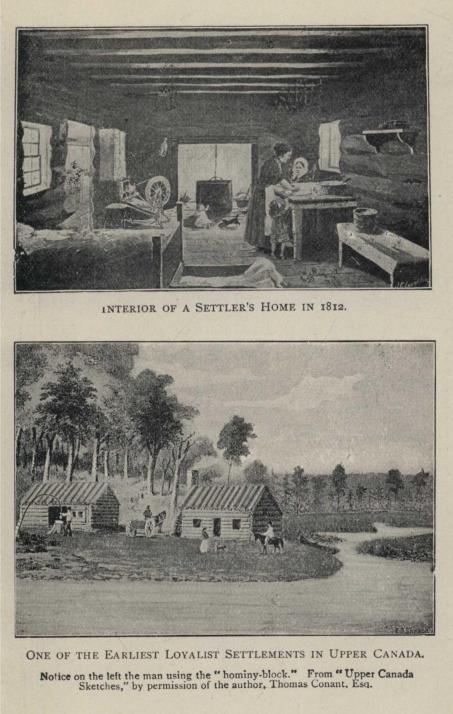 INTERIOR OF A SETTLER'S HOME IN 1812.
ONE OF THE EARLIEST LOYALIST SETTLEMENTS IN UPPER CANADA.
Notice on the left the man using the "hominy-block." From "Upper Canada
Sketches," by permission of the author, Thomas Conant, Esq.